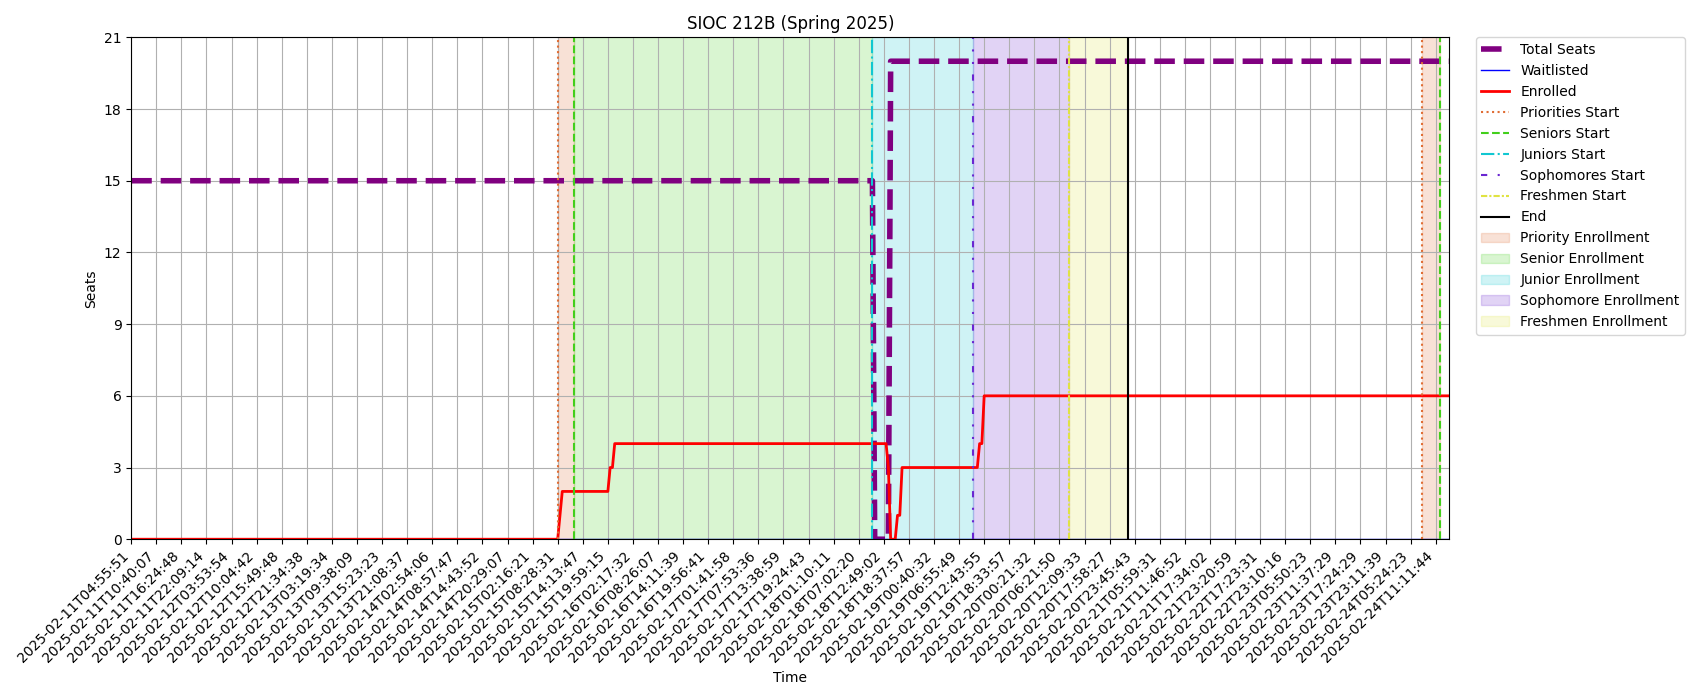 SIOC 212B (Spring 2025)
21
18
15
12
9
6
3
0
Seats
2025-02-11T04:55:51
2025-02-11T10:40:07
2025-02-11T16:24:48
2025-02-11T22:09:14
2025-02-12T03:53:54
2025-02-12T10:04:42
2025-02-12T15:49:48
2025-02-12T21:34:38
2025-02-13T03:19:34
2025-02-13T09:38:09
2025-02-13T15:23:23
2025-02-13T21:08:37
2025-02-14T02:54:06
2025-02-14T08:57:47
2025-02-14T14:43:52
2025-02-14T20:29:07
2025-02-15T02:16:21
2025-02-15T08:28:31
2025-02-15T14:13:47
2025-02-15T19:59:15
2025-02-16T02:17:32
2025-02-16T08:26:07
2025-02-16T14:11:39
2025-02-16T19:56:41
2025-02-17T01:41:58
2025-02-17T07:53:36
2025-02-17T13:38:59
2025-02-17T19:24:43
2025-02-18T01:10:11
2025-02-18T07:02:20
2025-02-18T12:49:02
2025-02-18T18:37:57
2025-02-19T00:40:32
2025-02-19T06:55:49
2025-02-19T12:43:55
2025-02-19T18:33:57
2025-02-20T00:21:32
2025-02-20T06:21:50
2025-02-20T12:09:33
2025-02-20T17:58:27
2025-02-20T23:45:43
2025-02-21T05:59:31
2025-02-21T11:46:52
2025-02-21T17:34:02
2025-02-21T23:20:59
2025-02-22T17:23:31
2025-02-22T23:10:16
2025-02-23T05:50:23
2025-02-23T11:37:29
2025-02-23T17:24:29
2025-02-23T23:11:39
2025-02-24T05:24:23
2025-02-24T11:11:44
Time
Total Seats
Waitlisted
Enrolled
Priorities Start
Seniors Start
Juniors Start
Sophomores Start
Freshmen Start
End
Priority Enrollment
Senior Enrollment
Junior Enrollment
Sophomore Enrollment
Freshmen Enrollment